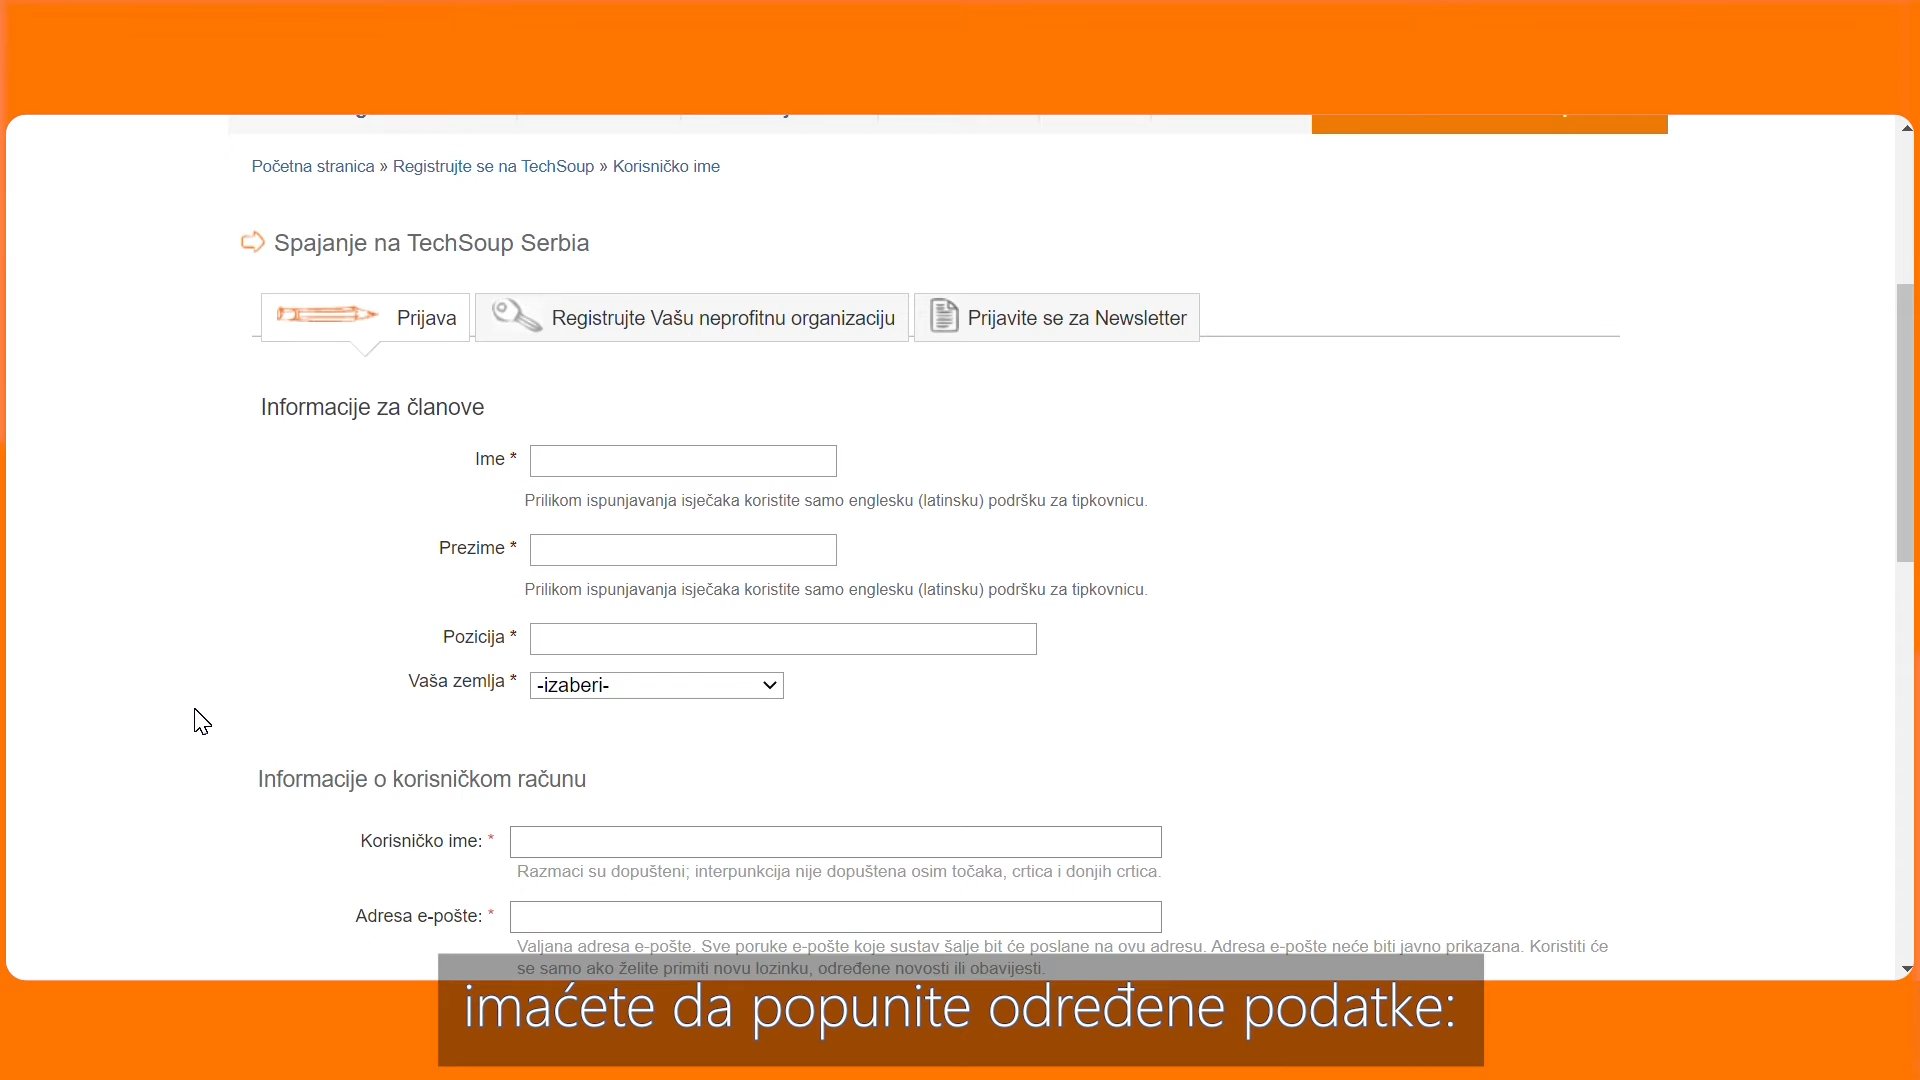 Početna stranica » Registrujte se na TechSoup » Korisničko ime
Spajanje na TechSoup Serbia
Prijava
Registrujte Vašu neprofitnu organizaciju
Prijavite se za Newsletter
Informacije za članove
Ime *
Prilikom ispunjavanja isječaka koristite samo englesku (latinsku) podršku za tipkovnicu.
Prezime *
Prilikom ispunjavanja isječaka koristite samo englesku (latinsku) podršku za tipkovnicu.
Pozicija *
Vaša zemlja * -izaberi-
Informacije o korisničkom računu
Korisničko ime: *
Razmaci su dopušteni; interpunkcija nije dopuštena osim točaka, crtica i donjih crtica.
Adresa e-pošte: *
Valjana adresa e-pošte. Sve poruke e-pošte koje sustav šalje bit će poslane na ovu adresu. Adresa e-pošte neće biti javno prikazana. Koristiti će
se samo ako želite primiti novu lozinku, određene novosti ili obavijesti.
imaćete da popunite određene podatke: